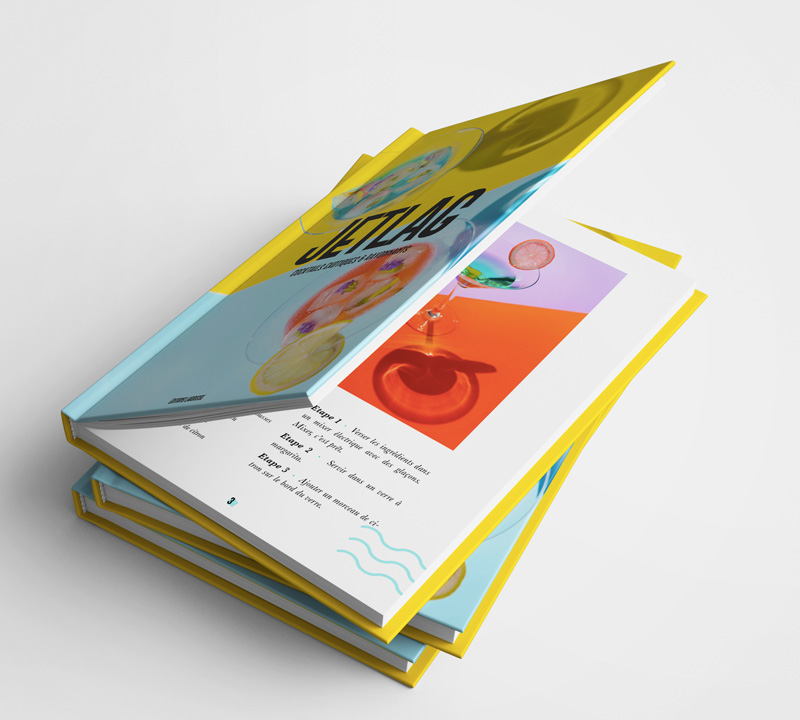 JETLAG
COCKTAILS EXOTIQUES & RAYONNANTS
de citron
Etape 1 · Verser les ingrédients dans
un mixer électrique avec des glaçons.
Mixer, c'est prêt.
Etape 2 · Servir dans un verre à
margarita.
Etape 3 · Ajouter un morceau de ci-
tron sur le bord du verre.
3